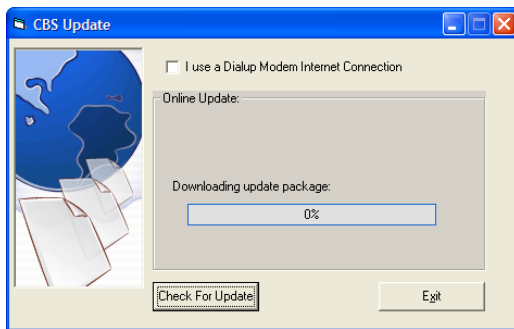 CBS Update
I use a Dialup Modem Internet Connection
Online Update:
Downloading update package:
0%
Check For Update
Exit